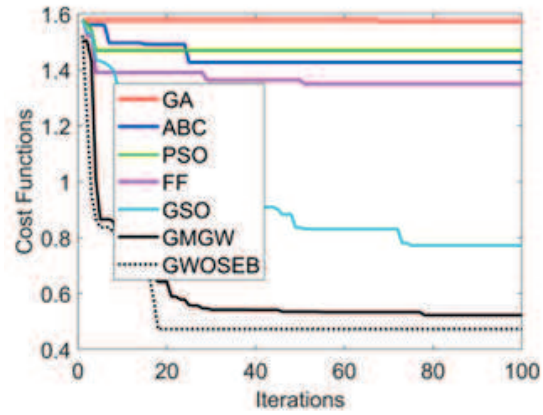 1.6
1.4
1.2
1
0.8
0.6
0.4
Cost Functions
GA
ABC
PSO
FF
GSO
GMGW
GWOSEB
0 20 40 60 80 100
Iterations